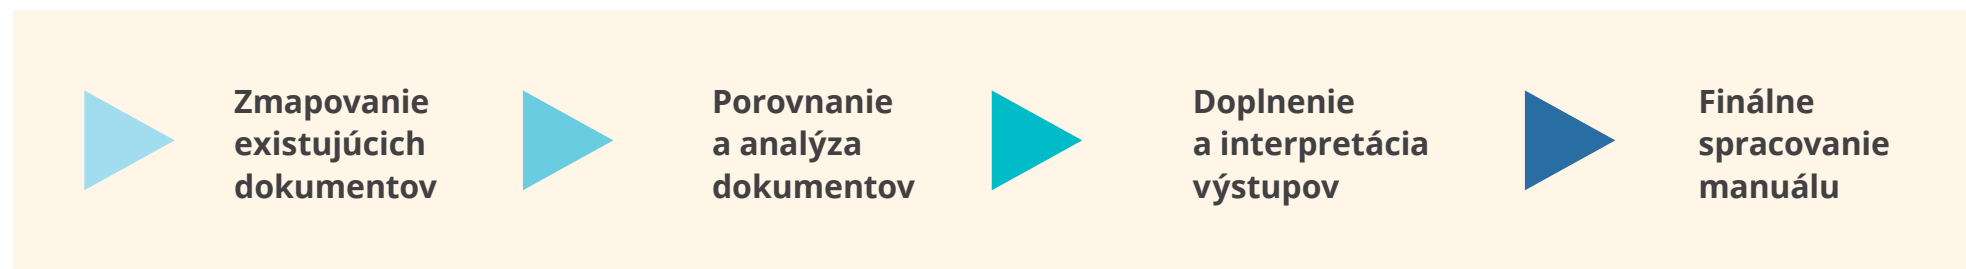 Zmapovanie
existujúcich
dokumentov
Porovnanie
a analýza
dokumentov
Doplnenie
a interpretácia
výstupov
Finálne
spracovanie
manuálu